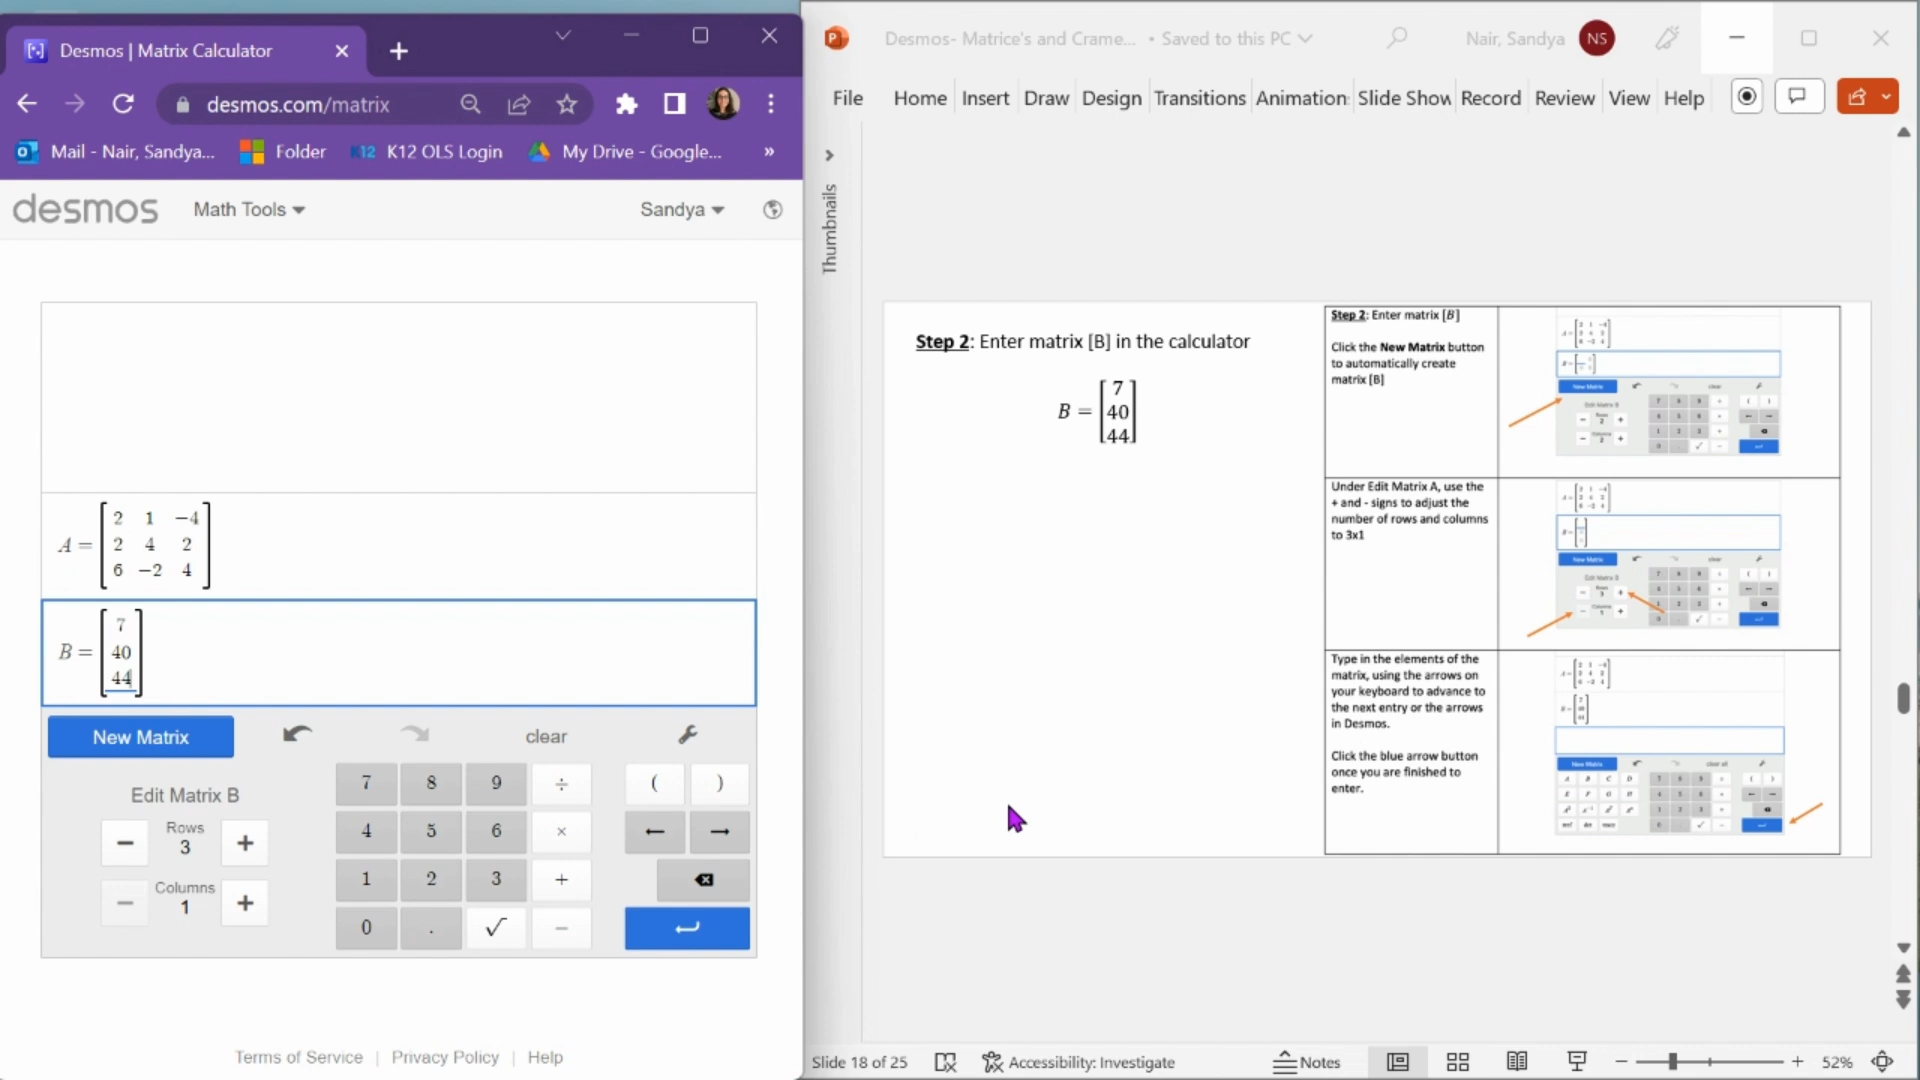 Desmos | Matrix Calculator
desmos.com/matrix
Mail - Nair, Sandya...
Folder
K12 OLS Login
My Drive - Google...
»
desmos
Math Tools
Sandya
A = [2 1 −4
2 4 2
6 −2 4]
B = [7
40
44]
New Matrix
clear
Edit Matrix B
Rows
3
Columns
1
7 8 9 ÷ ( )
4 5 6 × ← →
1 2 3 +
0 . √ −
Terms of Service | Privacy Policy | Help
Desmos- Matrice's and Crame... • Saved to this PC
Nair, Sandya NS
File Home Insert Draw Design Transitions Animation Slide Show Record Review View Help
Thumbnails
Step 2: Enter matrix [B] in the calculator
B = [7
40
44]
Step 2: Enter matrix [B]
Click the New Matrix button
to automatically create
matrix [B]
Under Edit Matrix A, use the
+ and - signs to adjust the
number of rows and columns
to 3x1
Type in the elements of the
matrix, using the arrows on
your keyboard to advance to
the next entry or the arrows
in Desmos.
Click the blue arrow button
once you are finished to
enter.
Slide 18 of 25
Accessibility: Investigate
Notes
52%